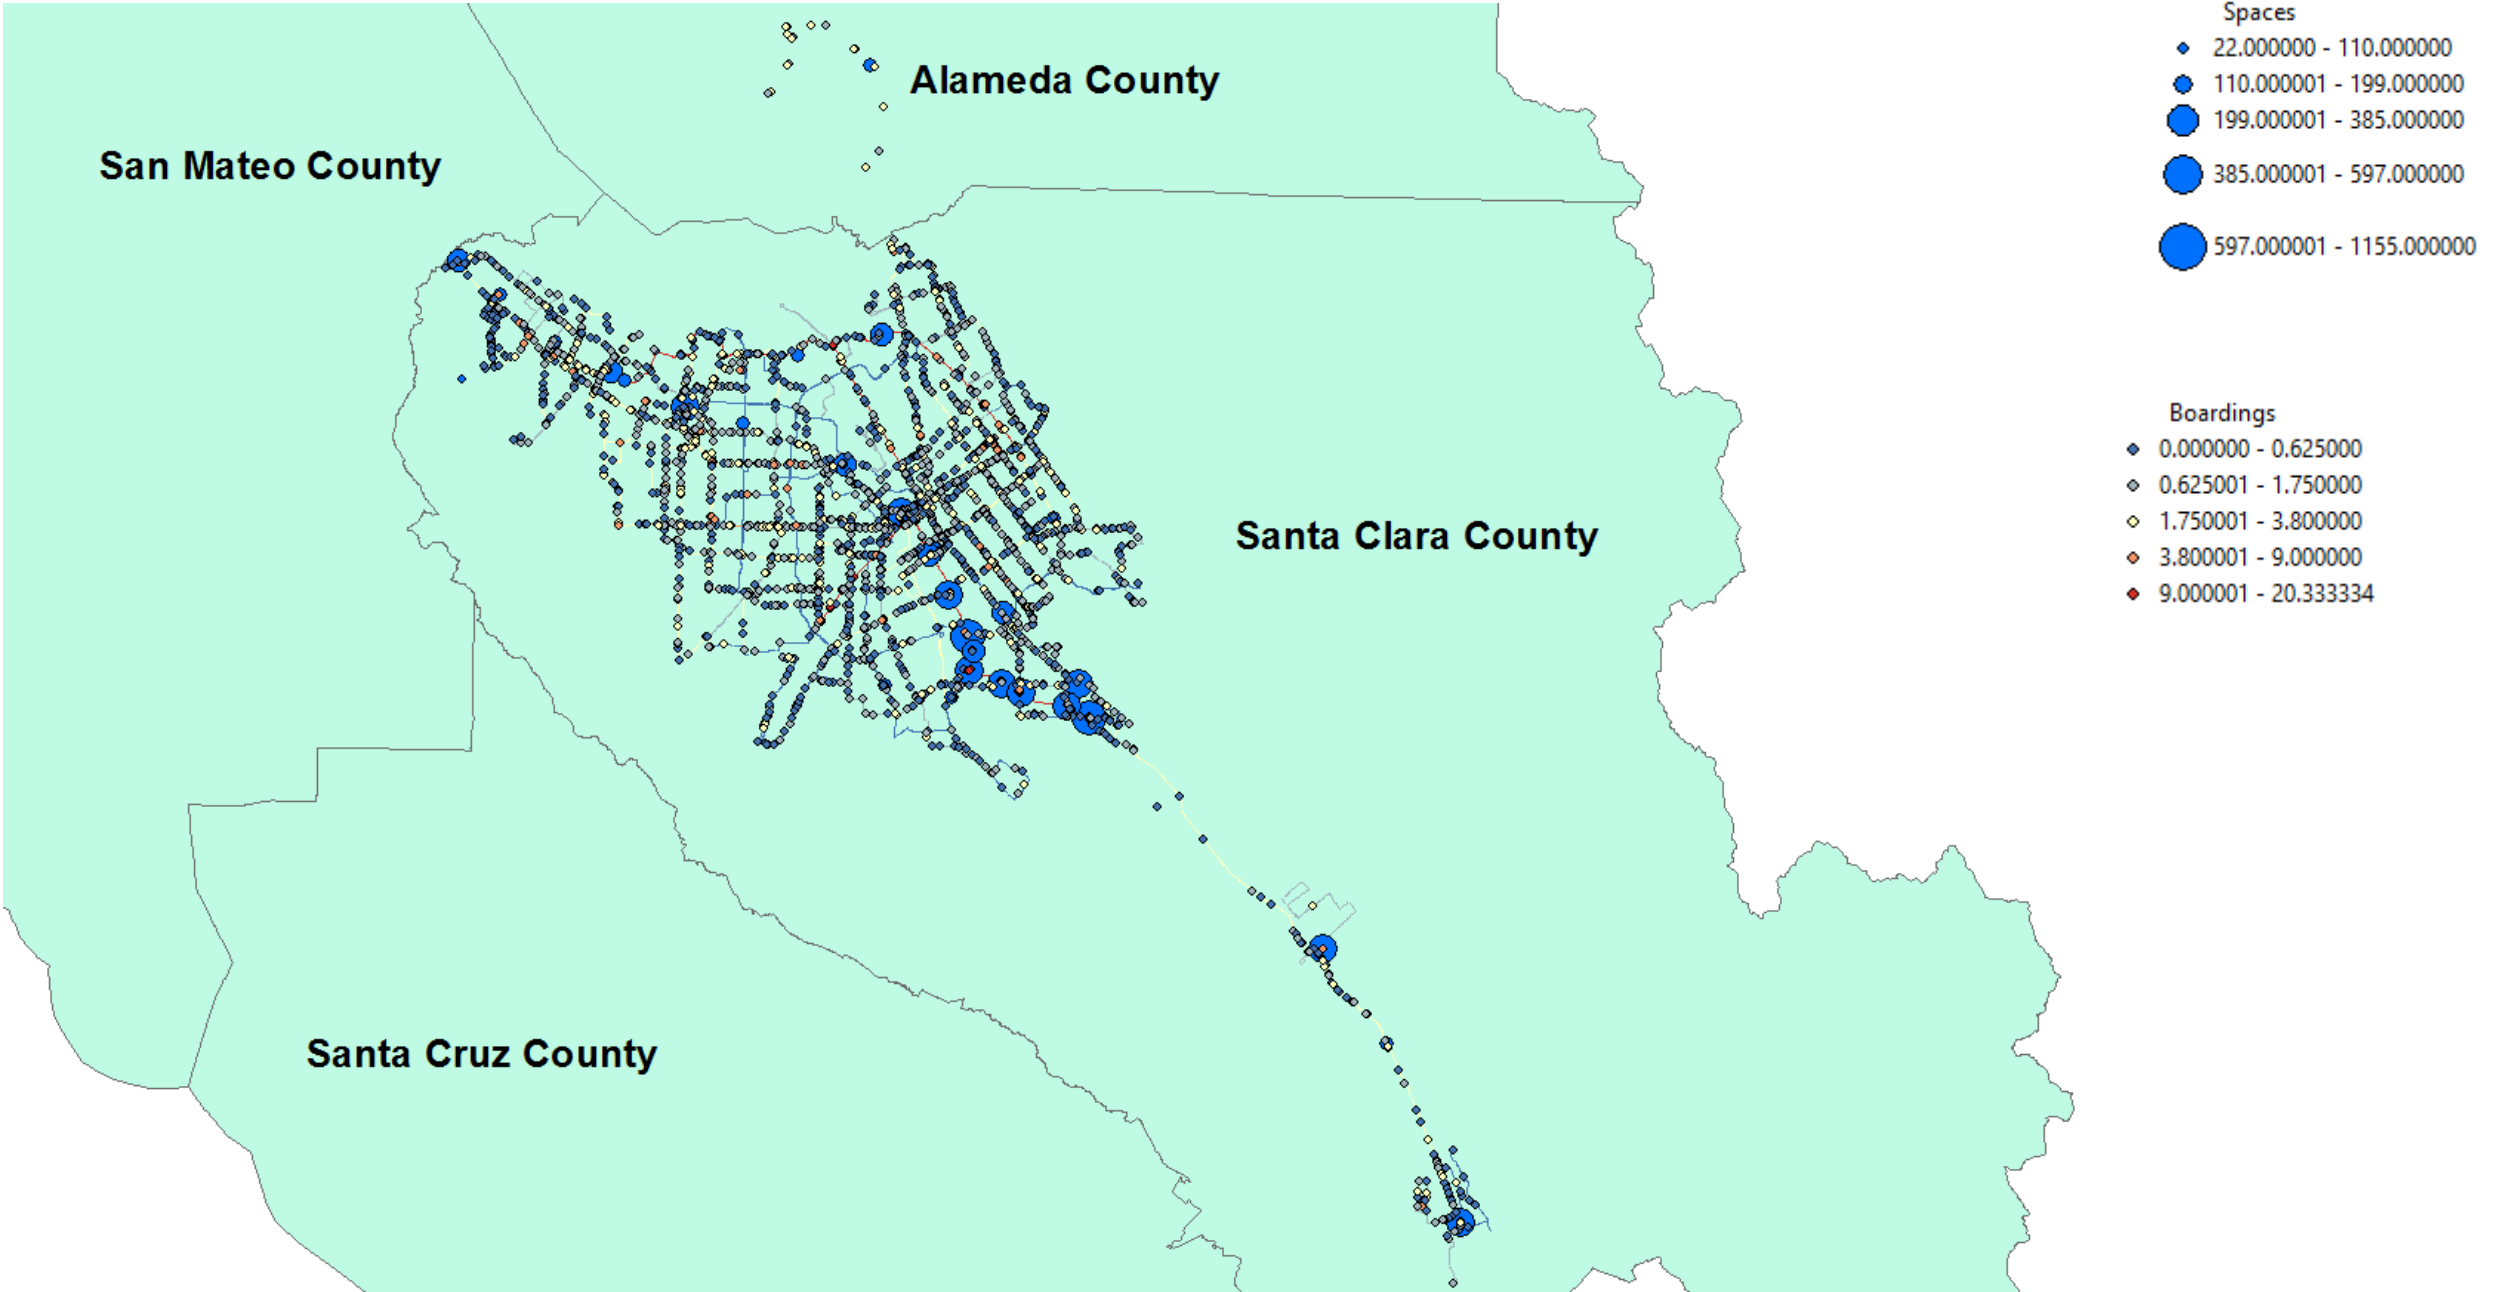 Alameda County
San Mateo County
Santa Clara County
Santa Cruz County
Spaces
22.000000 - 110.000000
110.000001 - 199.000000
199.000001 - 385.000000
385.000001 - 597.000000
597.000001 - 1155.000000
Boardings
0.000000 - 0.625000
0.625001 - 1.750000
1.750001 - 3.800000
3.800001 - 9.000000
9.000001 - 20.333334